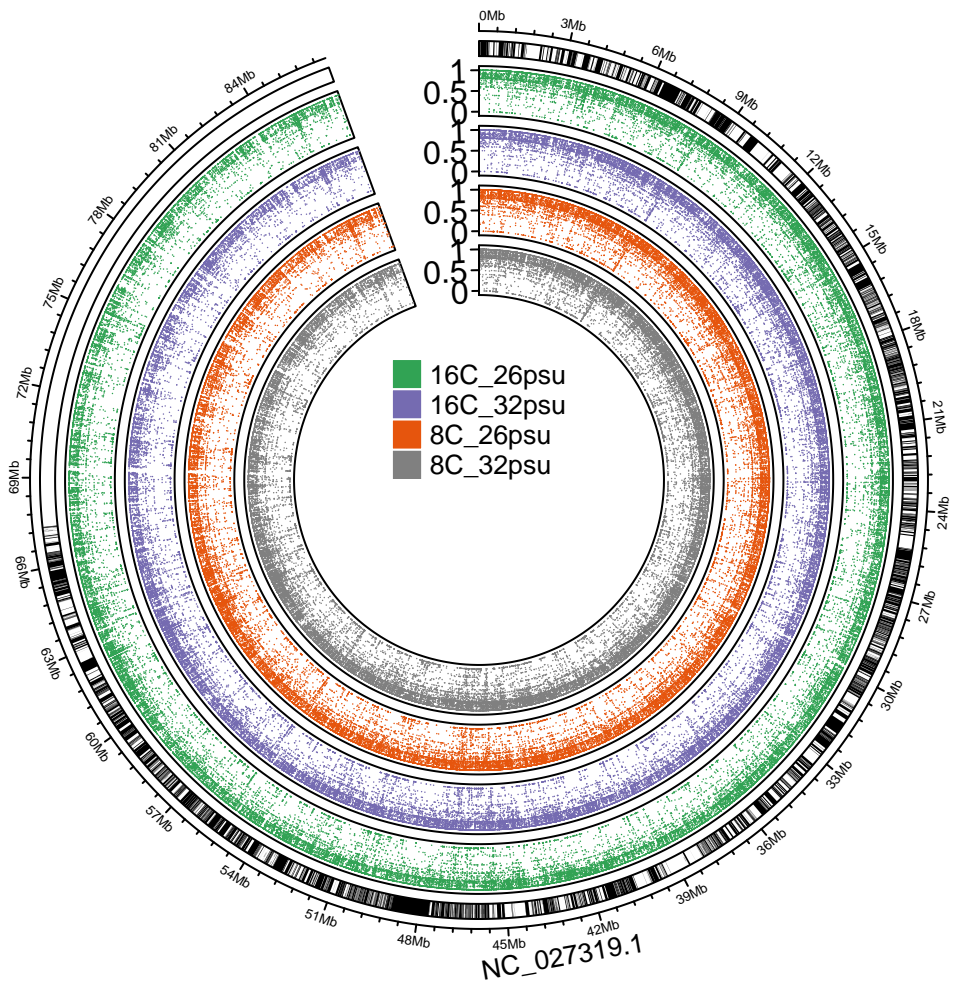 0Mb
3Mb
6Mb
9Mb
12Mb
15Mb
18Mb
21Mb
24Mb
27Mb
30Mb
33Mb
36Mb
39Mb
42Mb
45Mb
48Mb
51Mb
54Mb
57Mb
60Mb
63Mb
66Mb
69Mb
72Mb
75Mb
78Mb
81Mb
84Mb
1
0.5
0
1
0.5
0
1
0.5
0
1
0.5
0
16C_26psu
16C_32psu
8C_26psu
8C_32psu
NC_027319.1